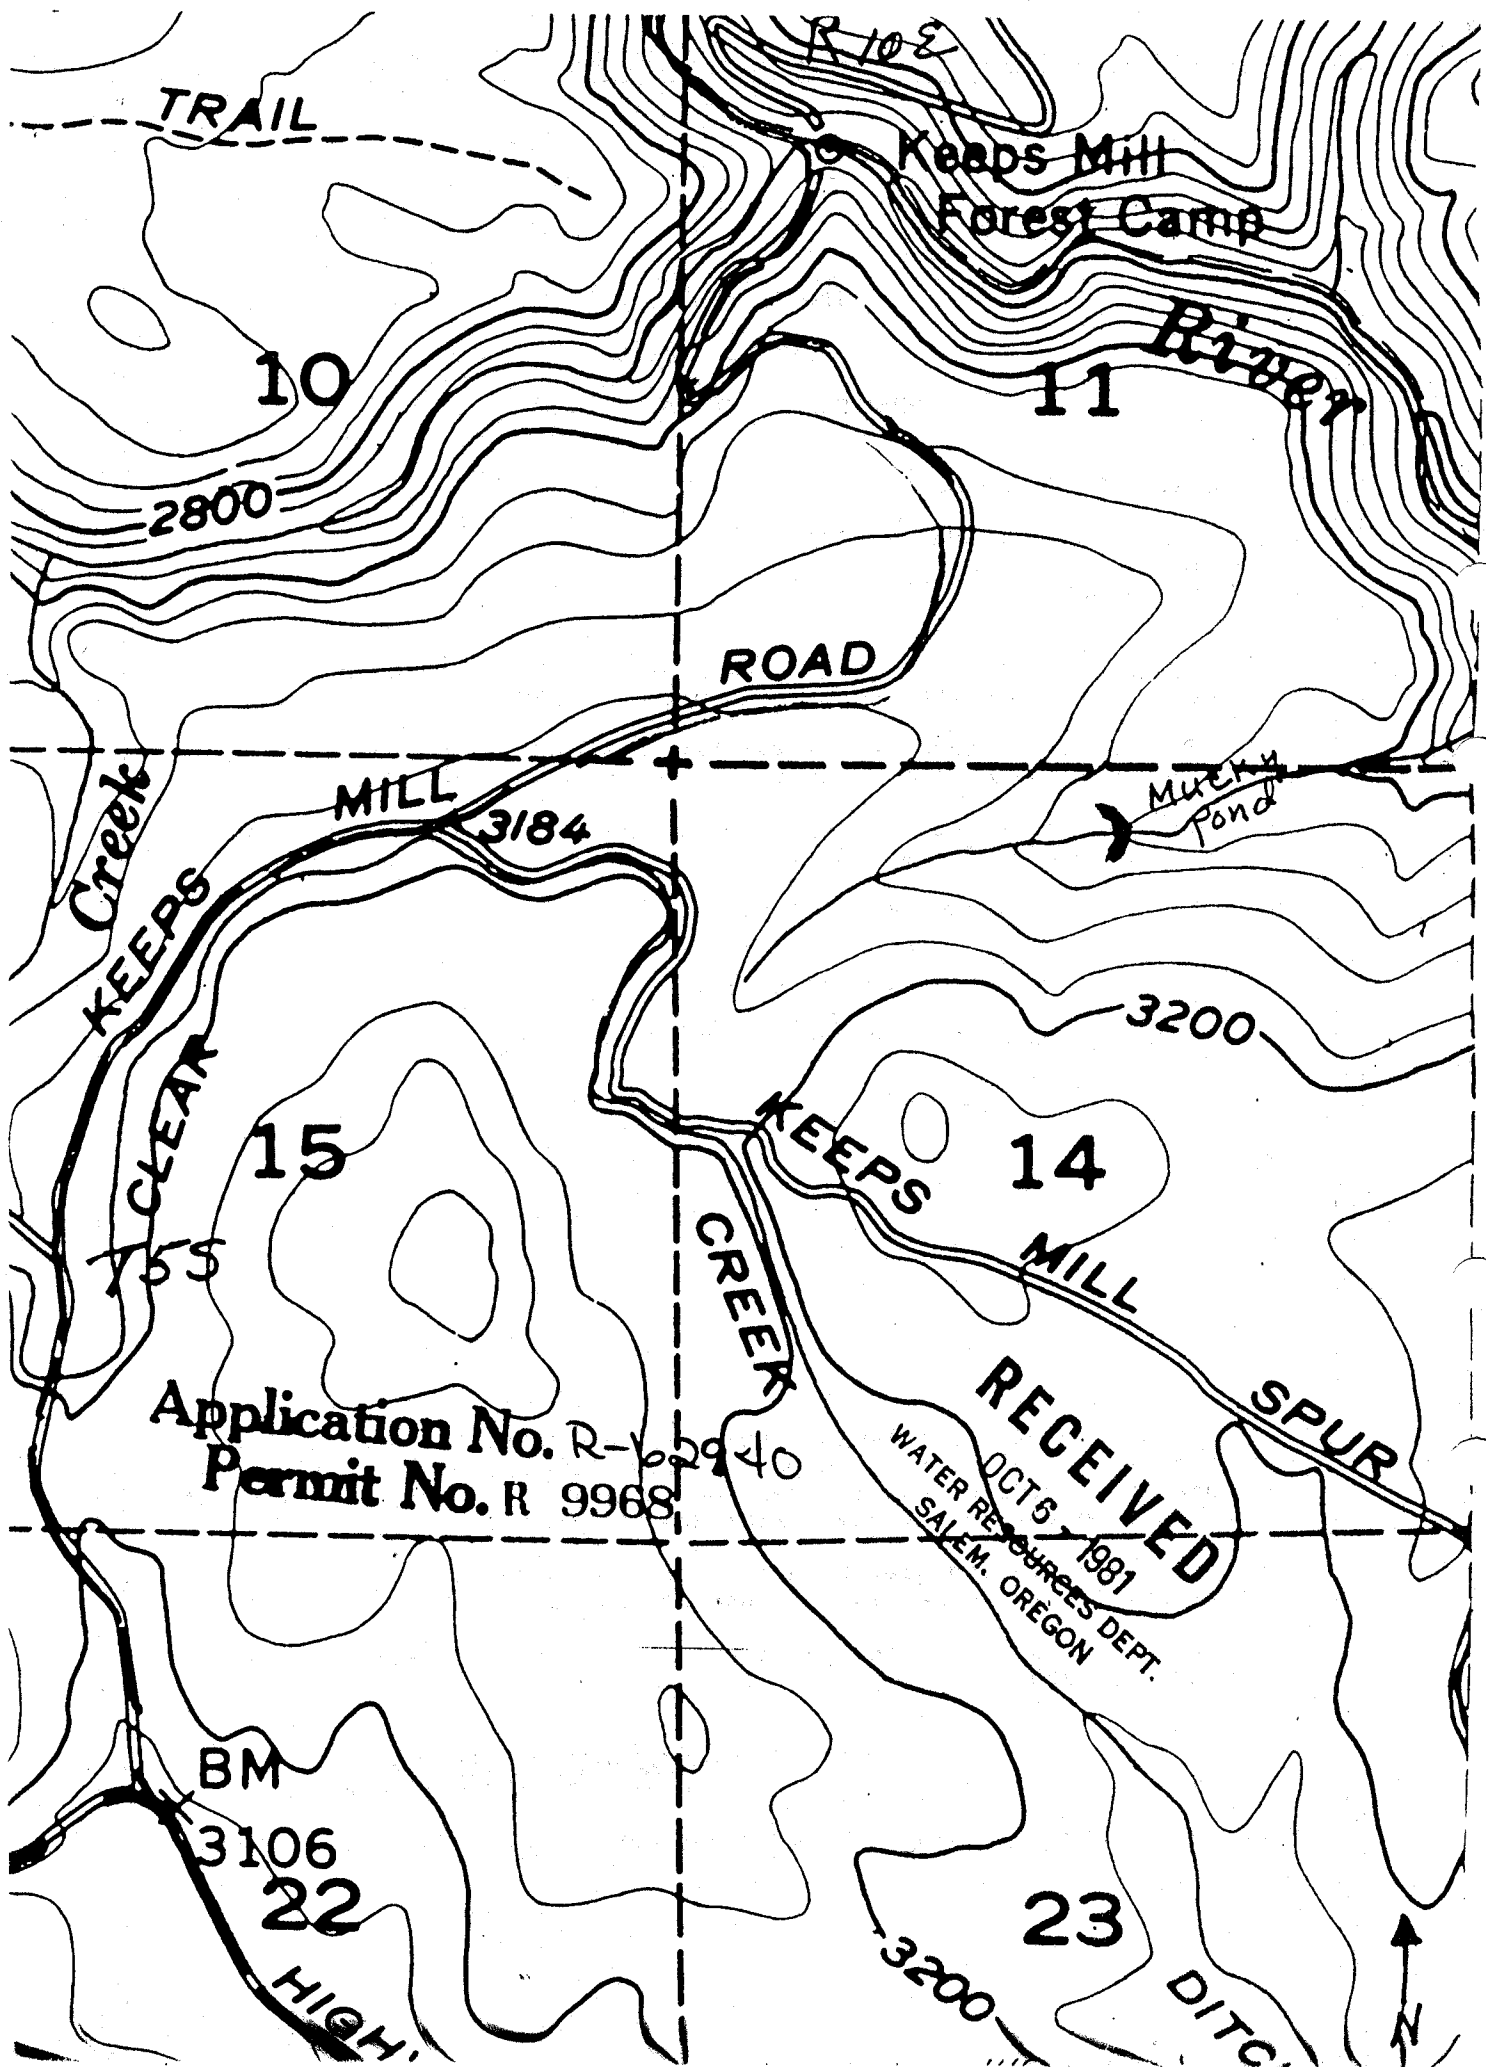 R 10 E
TRAIL
Keeps Mill
Forest Camp
River
10
11
2800
ROAD
Creek
MILL
3184
Mucky
Pond
KEEPS
3200
CLEAR
15
KEEPS
14
T5S
CREEK
MILL
SPUR
Application No. R-62940
Permit No. R 9968
RECEIVED
OCT 6 - 1981
WATER RESOURCES DEPT.
SALEM, OREGON
BM
3106
22
23
3200
HIGH
DITC
N